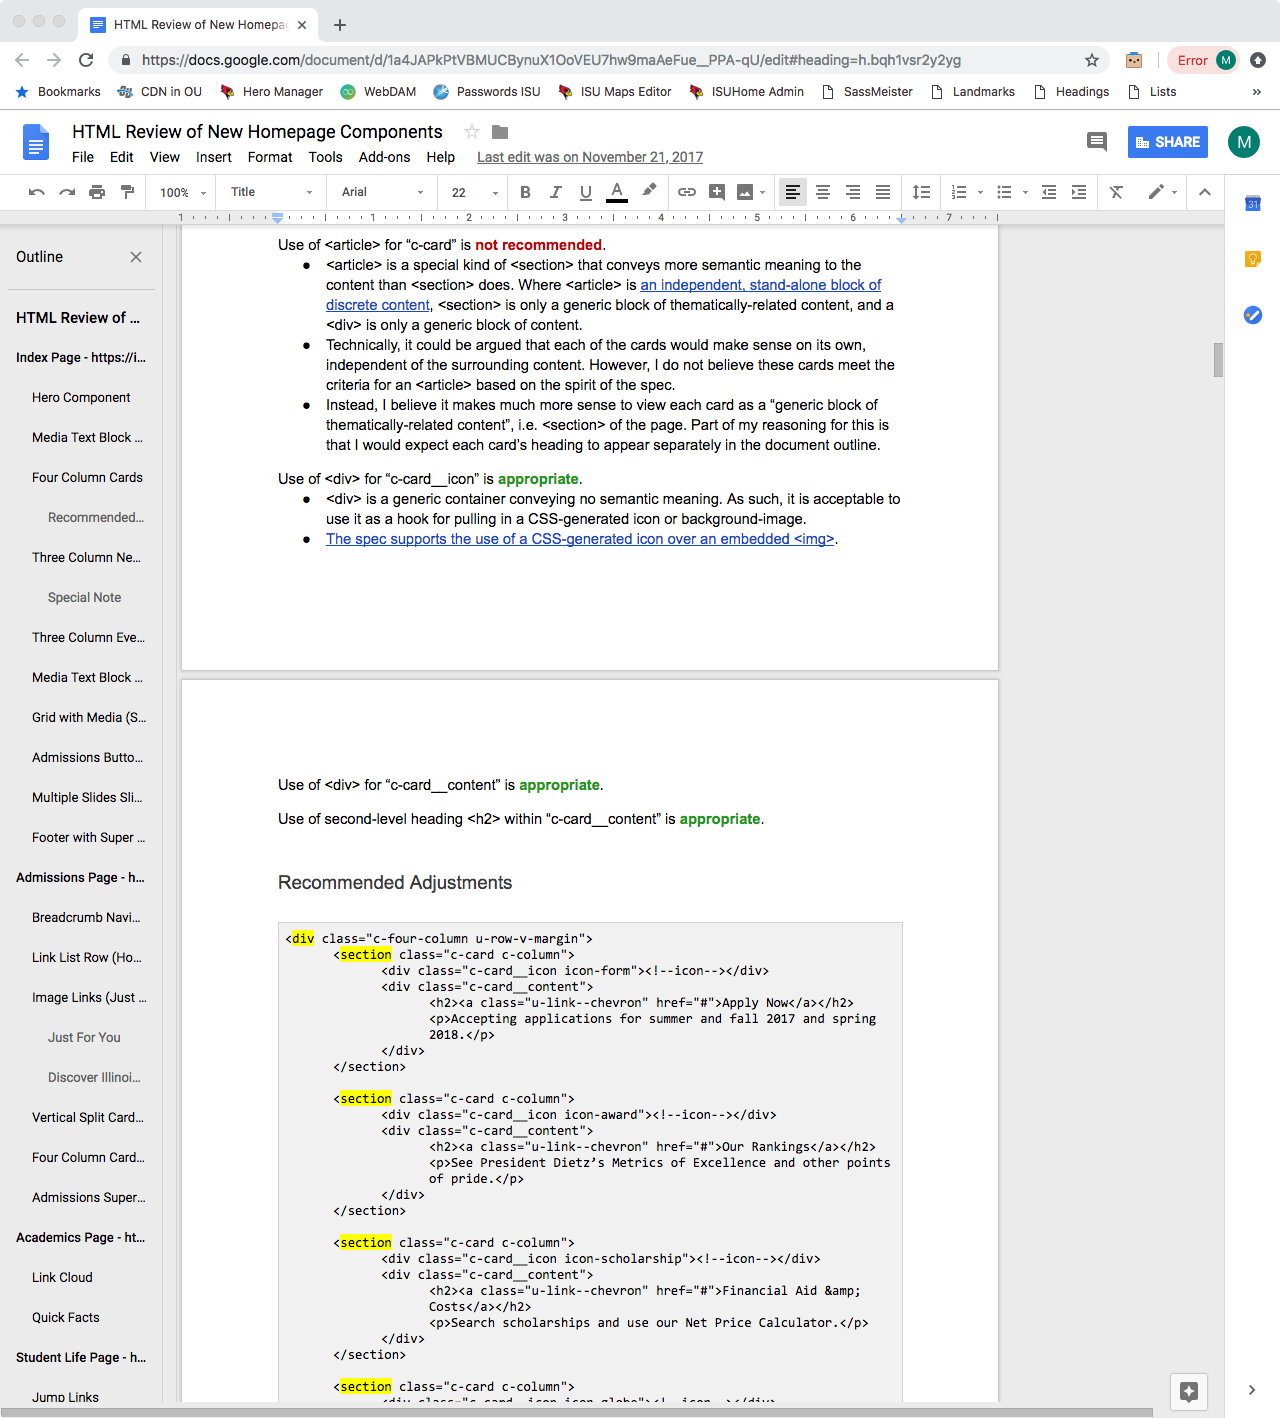 HTML Review of New Homepa
https://docs.google.com/document/d/1a4JAPkPtVBMUCBynuX1OoVEU7hw9maAeFue__PPA-qU/edit#heading=h.bqh1vsr2y2yg
Error M
Bookmarks CDN in OU Hero Manager WebDAM Passwords ISU ISU Maps Editor ISUHome Admin SassMeister Landmarks Headings Lists »
HTML Review of New Homepage Components
File Edit View Insert Format Tools Add-ons Help Last edit was on November 21, 2017
SHARE
M
100% Title Arial 22 B I U A
1 1 2 3 4 5 6 7
31
Outline
HTML Review of ...
Index Page - https://i...
Hero Component
Media Text Block ...
Four Column Cards
Recommended...
Three Column Ne...
Special Note
Three Column Eve...
Media Text Block ...
Grid with Media (S...
Admissions Butto...
Multiple Slides Sli...
Footer with Super ...
Admissions Page - h...
Breadcrumb Navi...
Link List Row (Ho...
Image Links (Just ...
Just For You
Discover Illinoi...
Vertical Split Card...
Four Column Card...
Admissions Super...
Academics Page - ht...
Link Cloud
Quick Facts
Student Life Page - h...
Jump Links
Use of <article> for “c-card” is not recommended.
● <article> is a special kind of <section> that conveys more semantic meaning to the
content than <section> does. Where <article> is an independent, stand-alone block of
discrete content, <section> is only a generic block of thematically-related content, and a
<div> is only a generic block of content.
● Technically, it could be argued that each of the cards would make sense on its own,
independent of the surrounding content. However, I do not believe these cards meet the
criteria for an <article> based on the spirit of the spec.
● Instead, I believe it makes much more sense to view each card as a “generic block of
thematically-related content”, i.e. <section> of the page. Part of my reasoning for this is
that I would expect each card’s heading to appear separately in the document outline.
Use of <div> for “c-card__icon” is appropriate.
● <div> is a generic container conveying no semantic meaning. As such, it is acceptable to
use it as a hook for pulling in a CSS-generated icon or background-image.
● The spec supports the use of a CSS-generated icon over an embedded <img>.
Use of <div> for “c-card__content” is appropriate.
Use of second-level heading <h2> within “c-card__content” is appropriate.
Recommended Adjustments
<div class="c-four-column u-row-v-margin">
<section class="c-card c-column">
<div class="c-card__icon icon-form"><!--icon--></div>
<div class="c-card__content">
<h2><a class="u-link--chevron" href="#">Apply Now</a></h2>
<p>Accepting applications for summer and fall 2017 and spring
2018.</p>
</div>
</section>
<section class="c-card c-column">
<div class="c-card__icon icon-award"><!--icon--></div>
<div class="c-card__content">
<h2><a class="u-link--chevron" href="#">Our Rankings</a></h2>
<p>See President Dietz’s Metrics of Excellence and other points
of pride.</p>
</div>
</section>
<section class="c-card c-column">
<div class="c-card__icon icon-scholarship"><!--icon--></div>
<div class="c-card__content">
<h2><a class="u-link--chevron" href="#">Financial Aid &amp;
Costs</a></h2>
<p>Search scholarships and use our Net Price Calculator.</p>
</div>
</section>
<section class="c-card c-column">
<div class="c-card__icon icon-globe"><!--icon--></div>